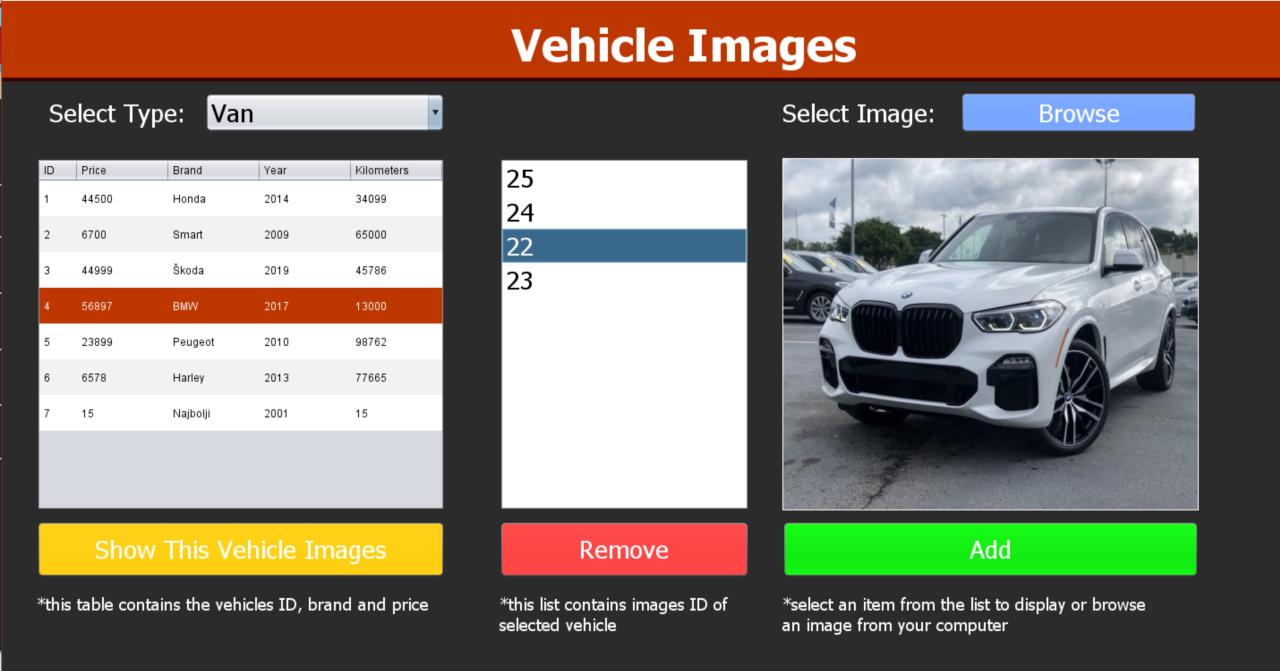 Vehicle Images
Select Type: Van
Select Image: Browse
ID Price Brand Year Kilometers
1 44500 Honda 2014 34099
2 6700 Smart 2009 65000
3 44999 Škoda 2019 45786
4 56897 BMW 2017 13000
5 23899 Peugeot 2010 98762
6 6578 Harley 2013 77665
7 15 Najbolji 2001 15
25
24
22
23
Show This Vehicle Images
Remove
Add
*this table contains the vehicles ID, brand and price
*this list contains images ID of
selected vehicle
*select an item from the list to display or browse
an image from your computer